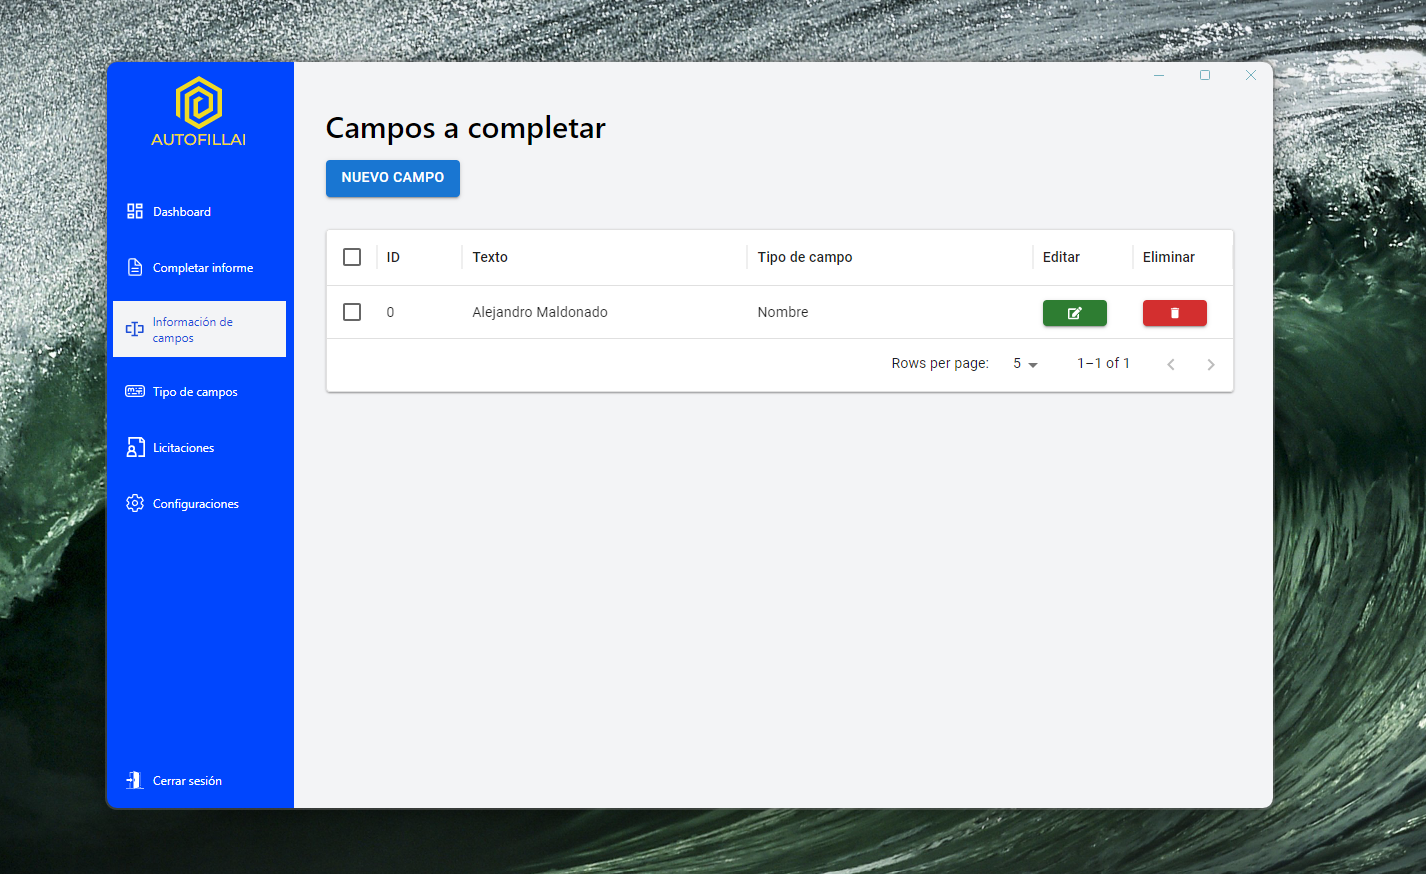 AUTOFILLAI
Dashboard
Completar informe
Información de
campos
Tipo de campos
Licitaciones
Configuraciones
Cerrar sesión
Campos a completar
NUEVO CAMPO
ID Texto Tipo de campo Editar Eliminar
0 Alejandro Maldonado Nombre
Rows per page: 5 1–1 of 1